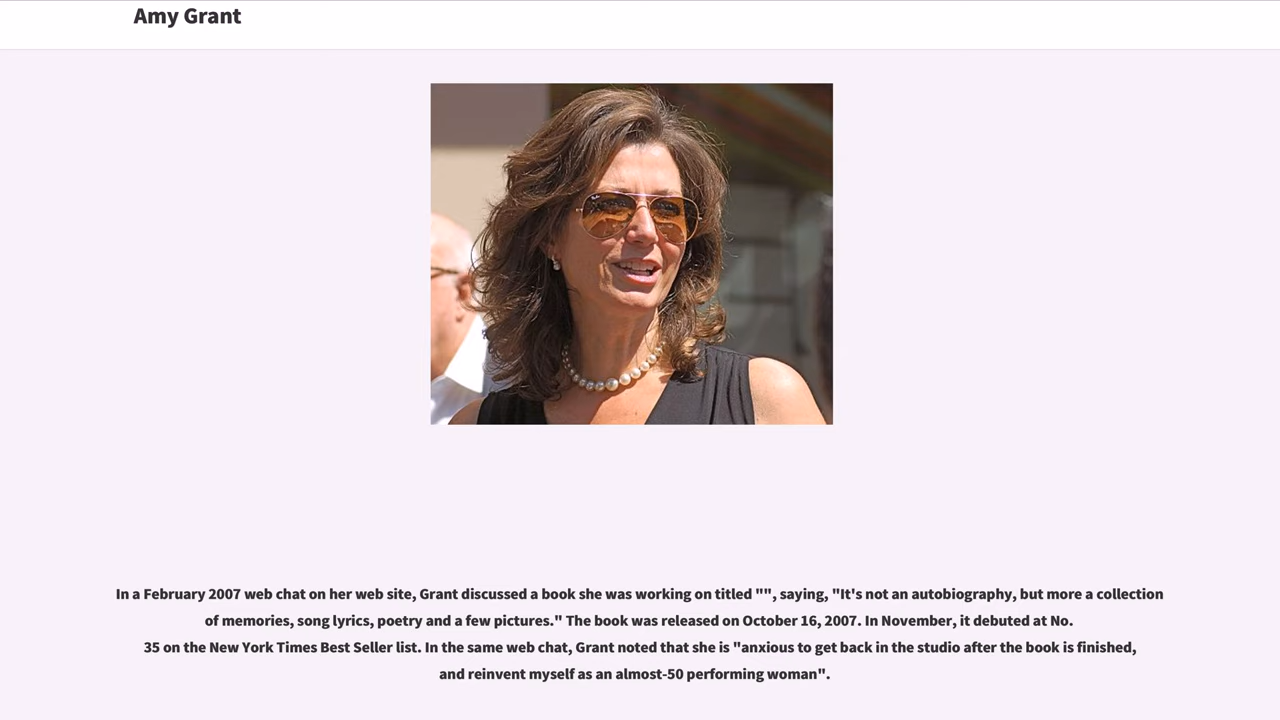 Amy Grant
In a February 2007 web chat on her web site, Grant discussed a book she was working on titled "", saying, "It's not an autobiography, but more a collection
of memories, song lyrics, poetry and a few pictures." The book was released on October 16, 2007. In November, it debuted at No.
35 on the New York Times Best Seller list. In the same web chat, Grant noted that she is "anxious to get back in the studio after the book is finished,
and reinvent myself as an almost-50 performing woman".